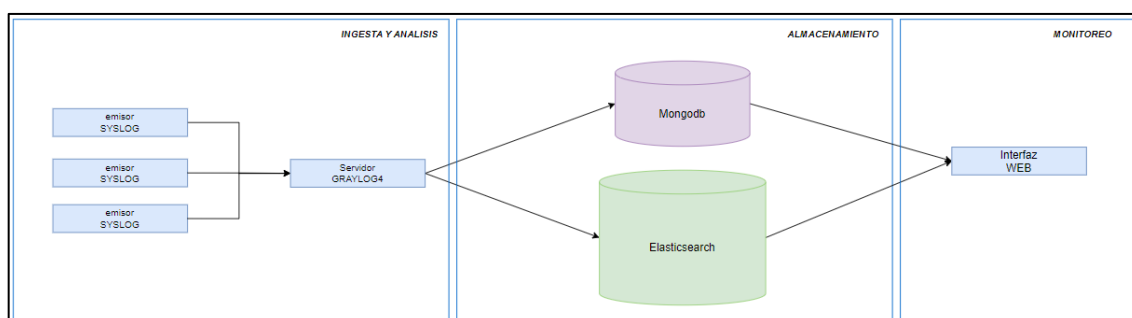 INGESTA Y ANALISIS
emisor
SYSLOG
emisor
SYSLOG
emisor
SYSLOG
Servidor
GRAYLOG4
ALMACENAMIENTO
Mongodb
Elasticsearch
MONITOREO
Interfaz
WEB